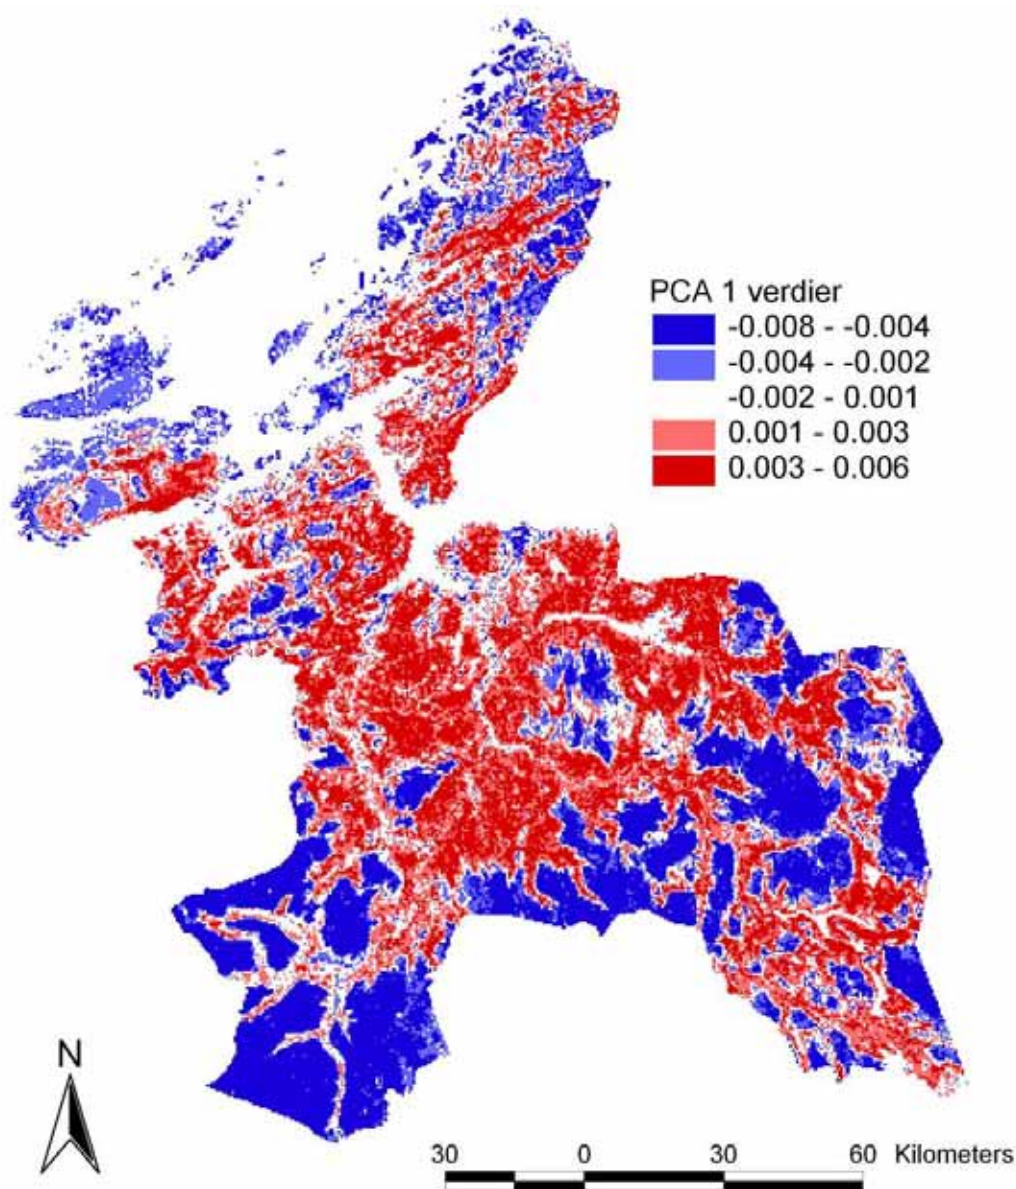 PCA 1 verdier
-0.008 - -0.004
-0.004 - -0.002
-0.002 - 0.001
0.001 - 0.003
0.003 - 0.006
N
30 0 30 60 Kilometers